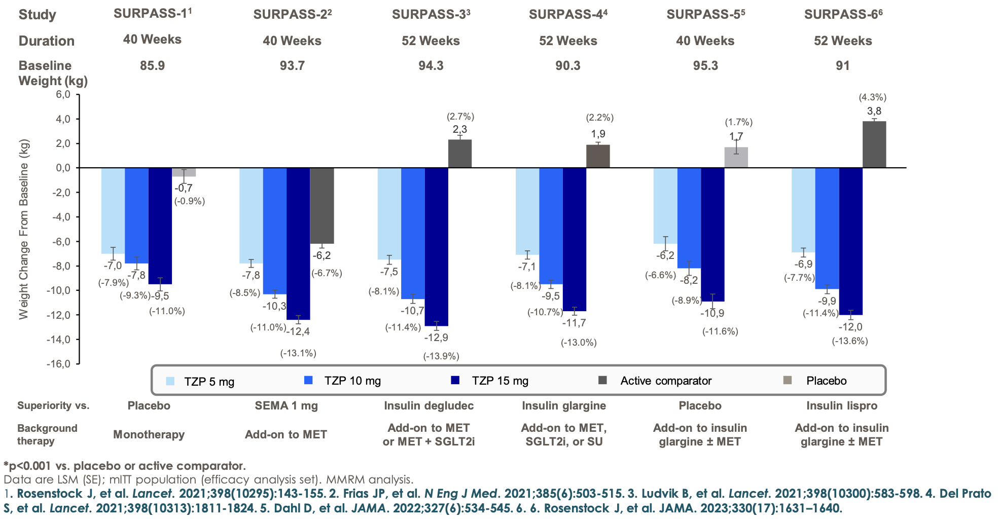 Study SURPASS-1¹ SURPASS-2² SURPASS-3³ SURPASS-4⁴ SURPASS-5⁵ SURPASS-6⁶
Duration 40 Weeks 40 Weeks 52 Weeks 52 Weeks 40 Weeks 52 Weeks
Baseline 85.9 93.7 94.3 90.3 95.3 91
Weight (kg)
Weight Change From Baseline (kg)
6,0
4,0
2,0
0,0
-2,0
-4,0
-6,0
-8,0
-10,0
-12,0
-14,0
-16,0
-7,0
(-7.9%)
-7,8
(-9.3%)
-9,5
(-11.0%)
-0,7
(-0.9%)
-7,8
(-8.5%)
-10,3
(-11.0%)
-12,4
(-13.1%)
-6,2
(-6.7%)
-7,5
(-8.1%)
-10,7
(-11.4%)
-12,9
(-13.9%)
(2.7%)
2,3
-7,1
(-8.1%)
-9,5
(-10.7%)
-11,7
(-13.0%)
(2.2%)
1,9
-6,2
(-6.6%)
-8,2
(-8.9%)
-10,9
(-11.6%)
(1.7%)
1,7
-6,9
(-7.7%)
-9,9
(-11.4%)
-12,0
(-13.6%)
(4.3%)
3,8
TZP 5 mg TZP 10 mg TZP 15 mg Active comparator Placebo
Superiority vs. Placebo SEMA 1 mg Insulin degludec Insulin glargine Placebo Insulin lispro
Background therapy
Monotherapy
Add-on to MET
Add-on to MET
or MET + SGLT2i
Add-on to MET,
SGLT2i, or SU
Add-on to insulin
glargine ± MET
Add-on to insulin
glargine ± MET
*p<0.001 vs. placebo or active comparator.
Data are LSM (SE); mITT population (efficacy analysis set). MMRM analysis.
1. Rosenstock J, et al. Lancet. 2021;398(10295):143-155. 2. Frias JP, et al. N Eng J Med. 2021;385(6):503-515. 3. Ludvik B, et al. Lancet. 2021;398(10300):583-598. 4. Del Prato
S, et al. Lancet. 2021;398(10313):1811-1824. 5. Dahl D, et al. JAMA. 2022;327(6):534-545. 6. 6. Rosenstock J, et al. JAMA. 2023;330(17):1631–1640.